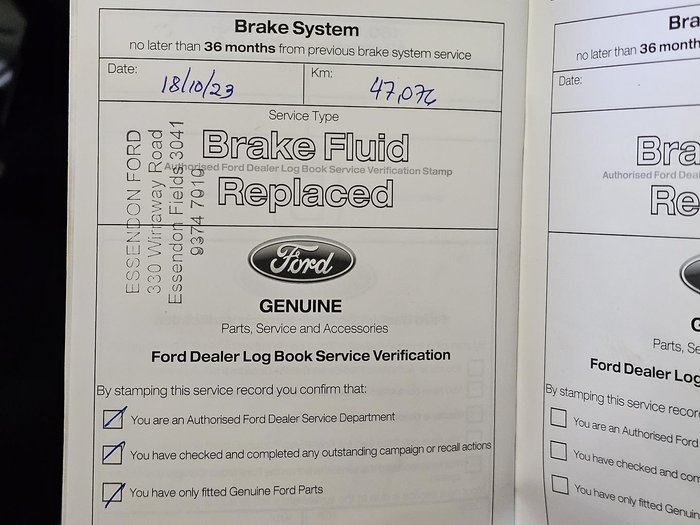 Brake System
no later than 36 months from previous brake system service
Date: 18/10/23
Km: 47,076
Service Type
Brake Fluid
Authorised Ford Dealer Log Book Service Verification Stamp
Replaced
ESSENDON FORD
330 Wirraway Road
Essendon Fields 3041
9374 7010
Ford
GENUINE
Parts, Service and Accessories
Ford Dealer Log Book Service Verification
By stamping this service record you confirm that:
You are an Authorised Ford Dealer Service Department
You have checked and completed any outstanding campaign or recall actions
You have only fitted Genuine Ford Parts
Bra
no later than 36 month
Date:
Bra
Authorised Ford Deal
Re
G
Parts, Se
Ford Dealer Log
By stamping this service recor
You are an Authorised Ford
You have checked and com
You have only fitted Genuin